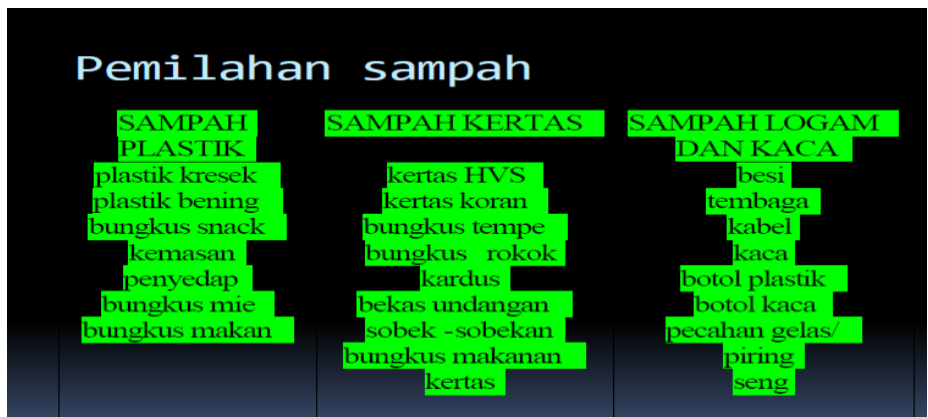 Pemilahan sampah
SAMPAH
PLASTIK
plastik kresek
plastik bening
bungkus snack
kemasan
penyedap
bungkus mie
bungkus makan
SAMPAH KERTAS
kertas HVS
kertas koran
bungkus tempe
bungkus rokok
kardus
bekas undangan
sobek -sobekan
bungkus makanan
kertas
SAMPAH LOGAM
DAN KACA
besi
tembaga
kabel
kaca
botol plastik
botol kaca
pecahan gelas/
piring
seng